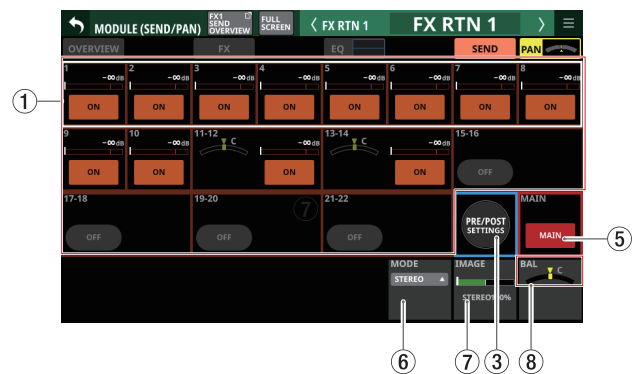 MODULE (SEND/PAN)
FX1
SEND
OVERVIEW
FULL
SCREEN
FX RTN 1
FX RTN 1
OVERVIEW
FX
EQ
SEND
PAN
1
-∞dB
2
-∞dB
3
-∞dB
4
-∞dB
5
-∞dB
6
-∞dB
7
-∞dB
8
-∞dB
1
ON
ON
ON
ON
ON
ON
ON
ON
9
-∞dB
10
-∞dB
11-12
C
-∞dB
13-14
C
-∞dB
15-16
ON
ON
ON
ON
OFF
17-18
19-20
7
21-22
PRE/POST
SETTINGS
MAIN
OFF
OFF
OFF
MAIN
5
MODE
IMAGE
BAL
STEREO
C
6
7
3
8